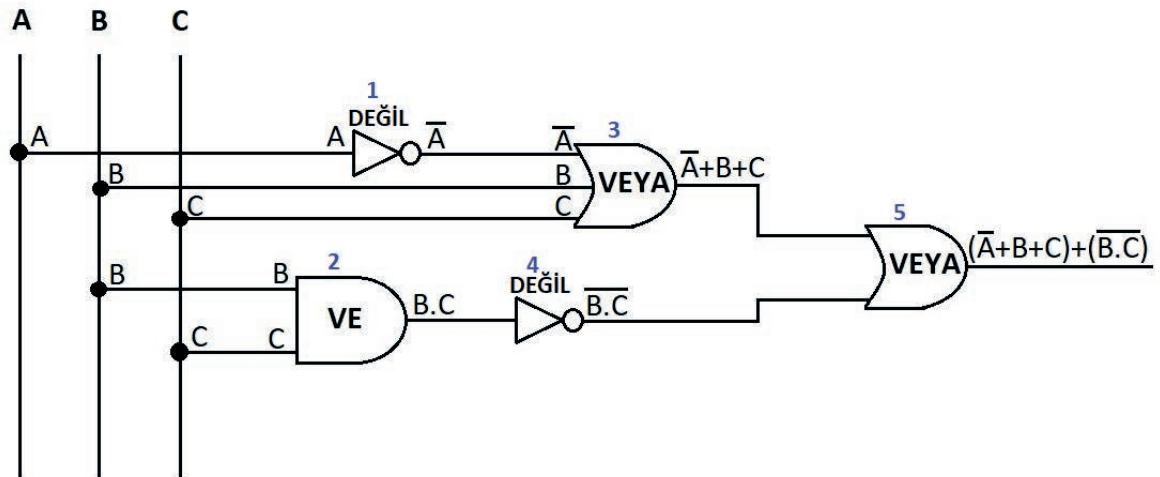 A B C
1
DEĞİL
A A A̅ A̅
3
VEYA
A̅+B+C
B B
C C
5
VEYA
(A̅+B+C)+(B̅.̅C̅)
B B
2
VE
B.C
4
DEĞİL
B̅.̅C̅
C C